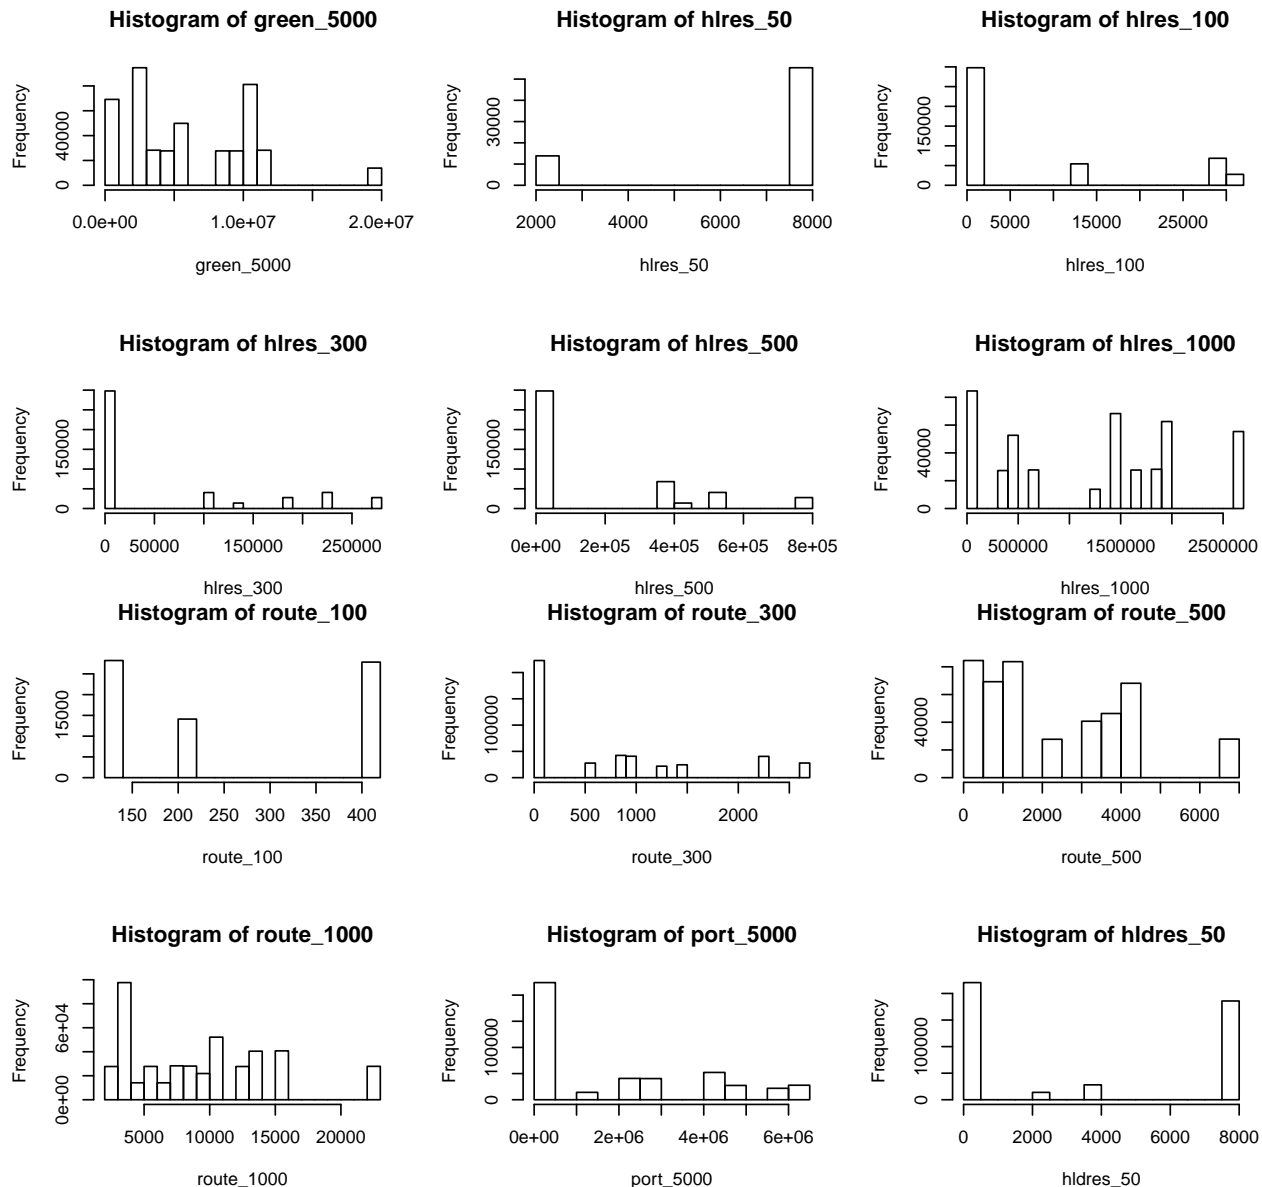 Histogram of green_5000
Frequency
0 40000
0.0e+00 1.0e+07 2.0e+07
green_5000
Histogram of hlres_50
Frequency
0 30000
2000 4000 6000 8000
hlres_50
Histogram of hlres_100
Frequency
0 150000
0 5000 15000 25000
hlres_100
Histogram of hlres_300
Frequency
0 150000
0 50000 150000 250000
hlres_300
Histogram of hlres_500
Frequency
0 150000
0e+00 2e+05 4e+05 6e+05 8e+05
hlres_500
Histogram of hlres_1000
Frequency
0 40000
0 500000 1500000 2500000
hlres_1000
Histogram of route_100
Frequency
0 15000
150 200 250 300 350 400
route_100
Histogram of route_300
Frequency
0 100000
0 500 1000 2000
route_300
Histogram of route_500
Frequency
0 40000
0 2000 4000 6000
route_500
Histogram of route_1000
Frequency
0e+00 6e+04
5000 10000 15000 20000
route_1000
Histogram of port_5000
Frequency
0 100000
0e+00 2e+06 4e+06 6e+06
port_5000
Histogram of hldres_50
Frequency
0 100000
0 2000 4000 6000 8000
hldres_50